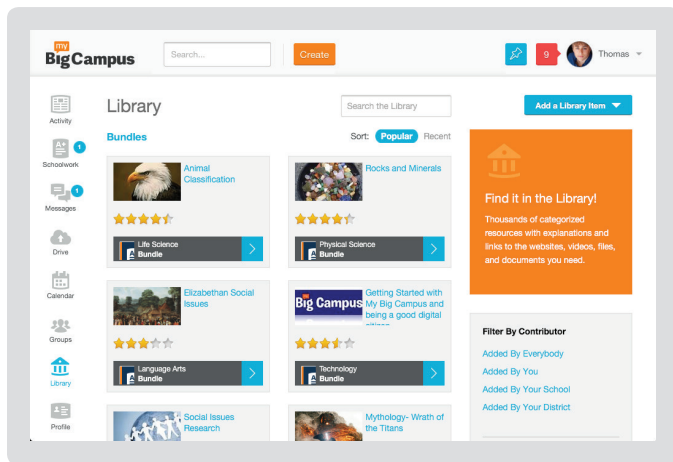 my
BigCampus
Search...
Create
9
Thomas
Activity
A+
1
Schoolwork
1
Messages
Drive
Calendar
Groups
Library
Profile
Library
Search the Library
Add a Library Item
Bundles
Sort: Popular Recent
Animal
Classification
Life Science
Bundle
Rocks and Minerals
Physical Science
Bundle
Elizabethan Social
Issues
Language Arts
Bundle
Big Campus
Getting Started with
My Big Campus and
being a good digital
citizen
Technology
Bundle
Social Issues
Research
Mythology- Wrath of
the Titans
Find it in the Library!
Thousands of categorized
resources with explanations and
links to the websites, videos, files,
and documents you need.
Filter By Contributor
Added By Everybody
Added By You
Added By Your School
Added By Your District